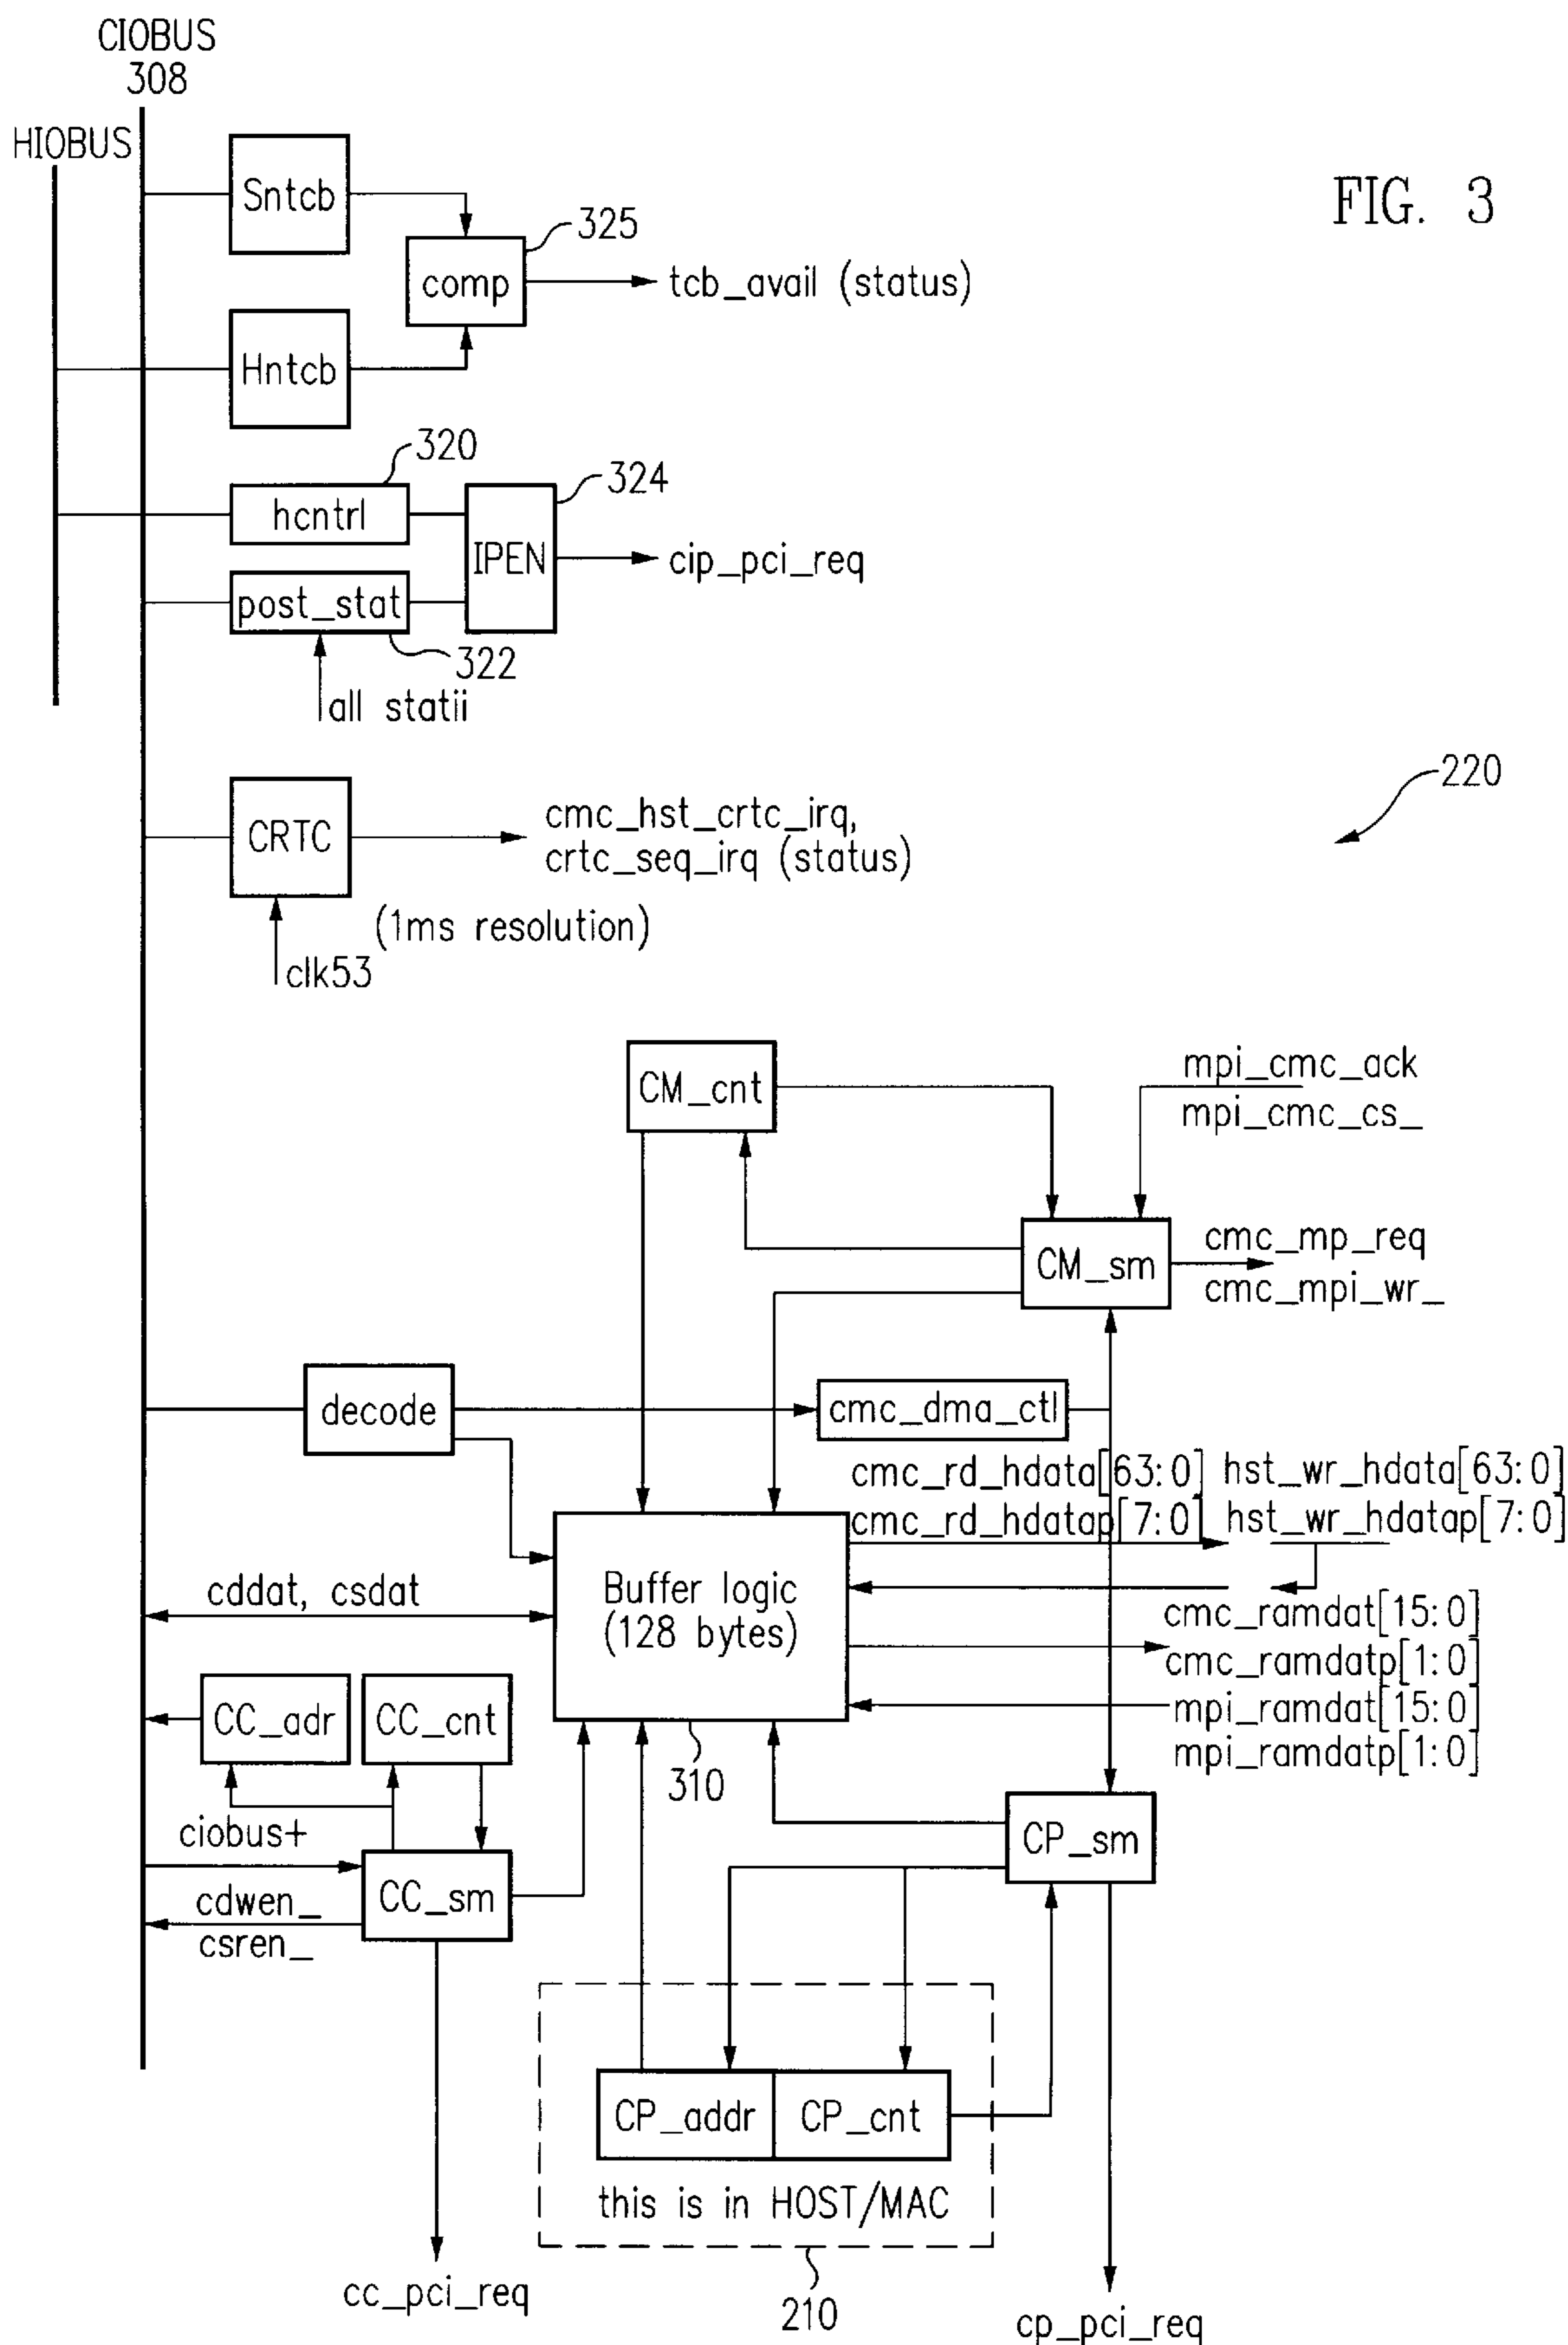 CIOBUS
308
HIOBUS
FIG. 3
Sntcb
325
comp
tcb_avail (status)
Hntcb
320
hcntrl
324
IPEN
cip_pci_req
post_stat
322
all statii
220
CRTC
cmc_hst_crtc_irq,
crtc_seq_irq (status)
(1ms resolution)
clk53
CM_cnt
mpi_cmc_ack
mpi_cmc_cs_
CM_sm
cmc_mp_req
cmc_mpi_wr_
decode
cmc_dma_ctl
cmc_rd_hdata[63:0] hst_wr_hdata[63:0]
cmc_rd_hdatap[7:0] hst_wr_hdatap[7:0]
Buffer logic
(128 bytes)
cddat, csdat
cmc_ramdat[15:0]
cmc_ramdatp[1:0]
mpi_ramdat[15:0]
mpi_ramdatp[1:0]
CC_adr
CC_cnt
310
ciobus+
CC_sm
CP_sm
cdwen_
csren_
CP_addr
CP_cnt
this is in HOST/MAC
210
cc_pci_req
cp_pci_req